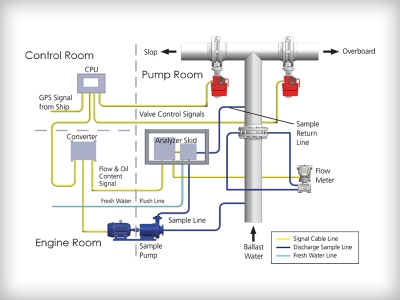 Slop
Overboard
Control Room
CPU
Pump Room
GPS Signal
from Ship
Valve Control Signals
Sample
Return
Line
Converter
Analyzer Skid
Flow & Oil
Content
Signal
Flow
Meter
Fresh Water
Flush Line
Sample Line
Engine Room
Sample
Pump
Ballast
Water
Signal Cable Line
Discharge Sample Line
Fresh Water Line